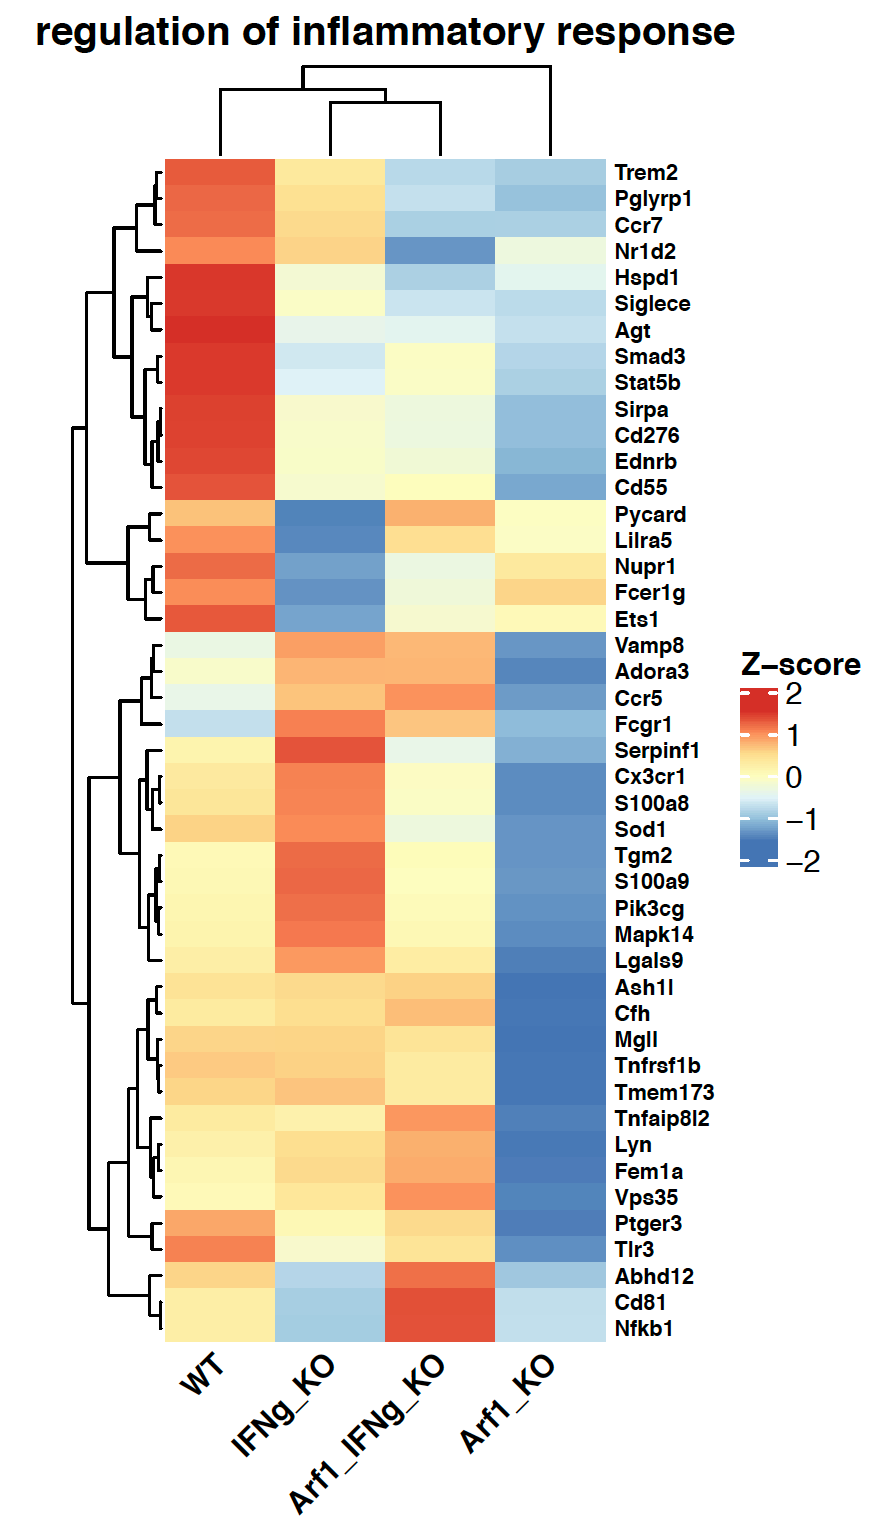 regulation of inflammatory response
Trem2
Pglyrp1
Ccr7
Nr1d2
Hspd1
Siglece
Agt
Smad3
Stat5b
Sirpa
Cd276
Ednrb
Cd55
Pycard
Lilra5
Nupr1
Fcer1g
Ets1
Vamp8
Adora3
Ccr5
Fcgr1
Serpinf1
Cx3cr1
S100a8
Sod1
Tgm2
S100a9
Pik3cg
Mapk14
Lgals9
Ash1l
Cfh
Mgll
Tnfrsf1b
Tmem173
Tnfaip8l2
Lyn
Fem1a
Vps35
Ptger3
Tlr3
Abhd12
Cd81
Nfkb1
Z−score
2
1
0
−1
−2
WT
IFNg_KO
Arf1_IFNg_KO
Arf1_KO